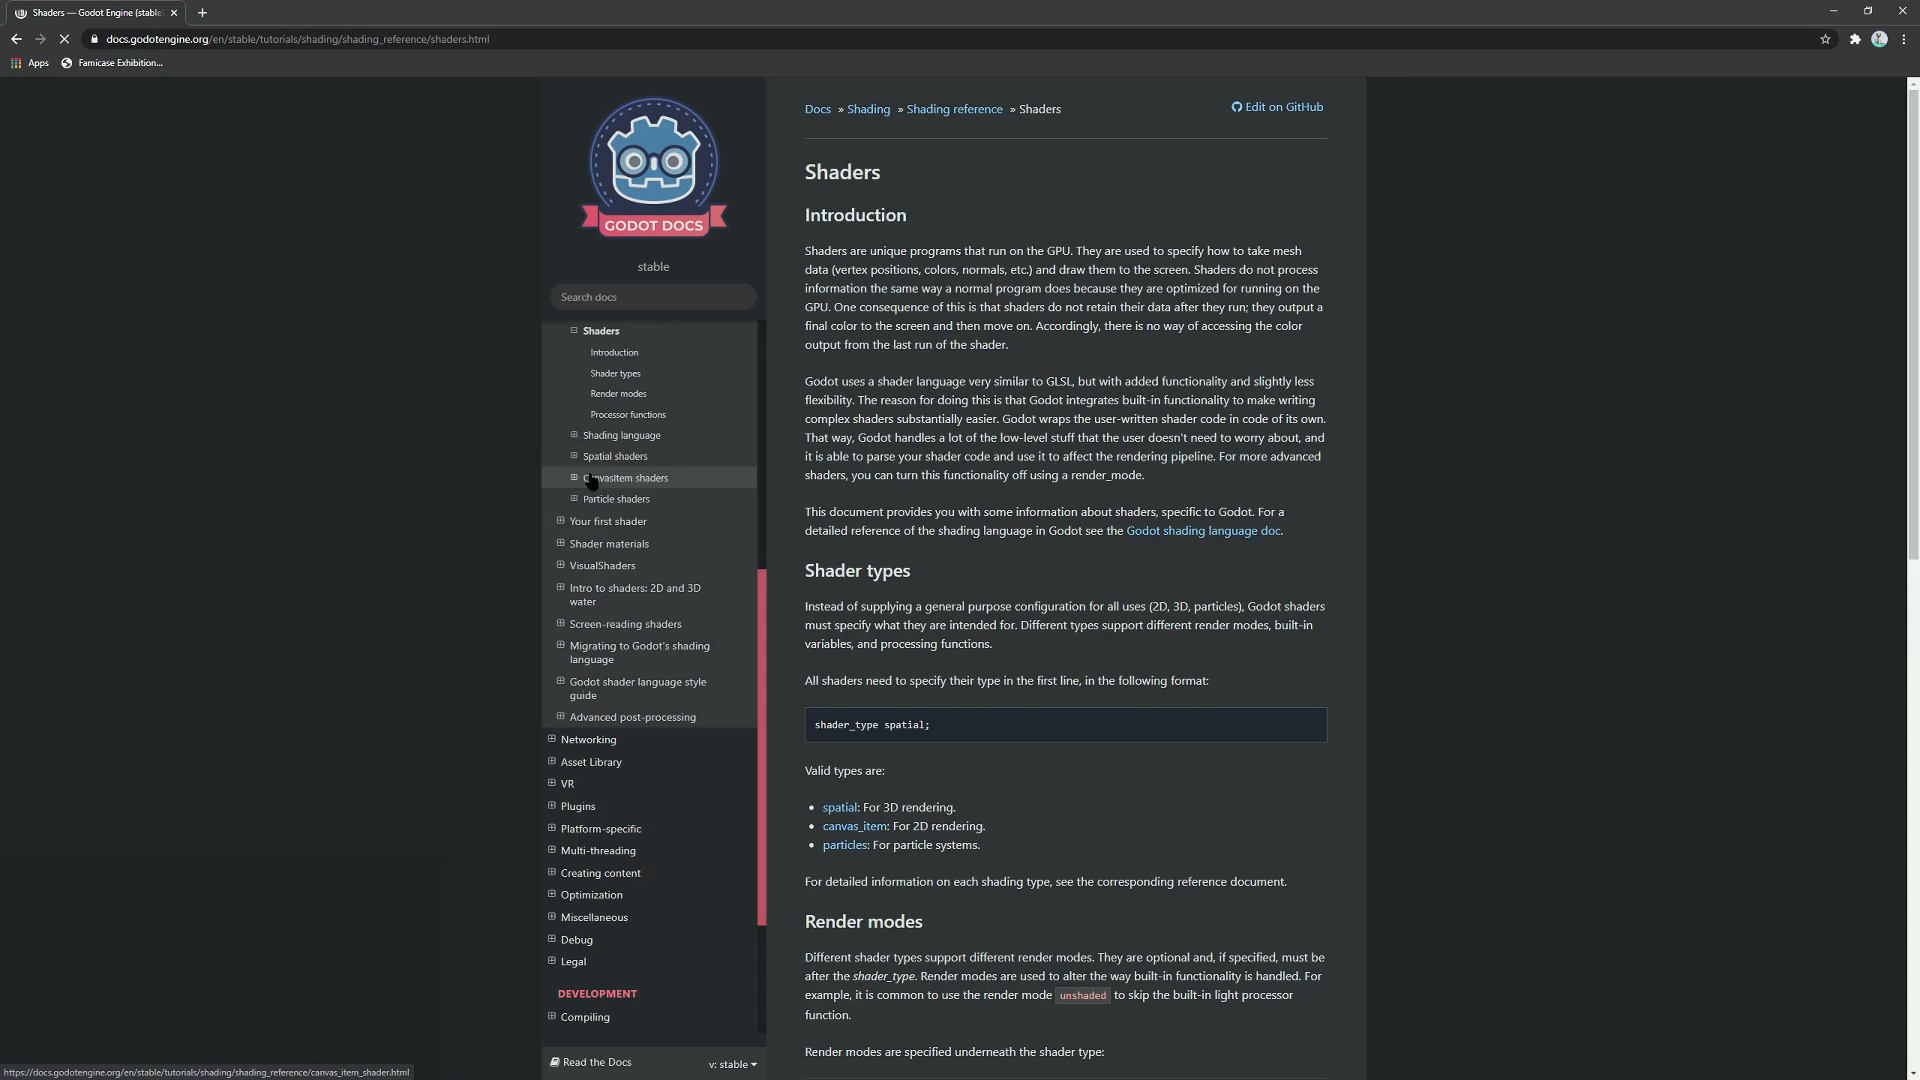 Shaders — Godot Engine (stable)
docs.godotengine.org/en/stable/tutorials/shading/shading_reference/shaders.html
Apps
Famicase Exhibition...
GODOT DOCS
stable
Search docs
Shaders
Introduction
Shader types
Render modes
Processor functions
Shading language
Spatial shaders
CanvasItem shaders
Particle shaders
Your first shader
Shader materials
VisualShaders
Intro to shaders: 2D and 3D
water
Screen-reading shaders
Migrating to Godot's shading
language
Godot shader language style
guide
Advanced post-processing
Networking
Asset Library
VR
Plugins
Platform-specific
Multi-threading
Creating content
Optimization
Miscellaneous
Debug
Legal
DEVELOPMENT
Compiling
Read the Docs
v: stable
Docs » Shading » Shading reference » Shaders
Edit on GitHub
Shaders
Introduction
Shaders are unique programs that run on the GPU. They are used to specify how to take mesh
data (vertex positions, colors, normals, etc.) and draw them to the screen. Shaders do not process
information the same way a normal program does because they are optimized for running on the
GPU. One consequence of this is that shaders do not retain their data after they run; they output a
final color to the screen and then move on. Accordingly, there is no way of accessing the color
output from the last run of the shader.
Godot uses a shader language very similar to GLSL, but with added functionality and slightly less
flexibility. The reason for doing this is that Godot integrates built-in functionality to make writing
complex shaders substantially easier. Godot wraps the user-written shader code in code of its own.
That way, Godot handles a lot of the low-level stuff that the user doesn't need to worry about, and
it is able to parse your shader code and use it to affect the rendering pipeline. For more advanced
shaders, you can turn this functionality off using a render_mode.
This document provides you with some information about shaders, specific to Godot. For a
detailed reference of the shading language in Godot see the Godot shading language doc.
Shader types
Instead of supplying a general purpose configuration for all uses (2D, 3D, particles), Godot shaders
must specify what they are intended for. Different types support different render modes, built-in
variables, and processing functions.
All shaders need to specify their type in the first line, in the following format:
shader_type spatial;
Valid types are:
• spatial: For 3D rendering.
• canvas_item: For 2D rendering.
• particles: For particle systems.
For detailed information on each shading type, see the corresponding reference document.
Render modes
Different shader types support different render modes. They are optional and, if specified, must be
after the shader_type. Render modes are used to alter the way built-in functionality is handled. For
example, it is common to use the render mode unshaded to skip the built-in light processor
function.
Render modes are specified underneath the shader type:
https://docs.godotengine.org/en/stable/tutorials/shading/shading_reference/canvas_item_shader.html